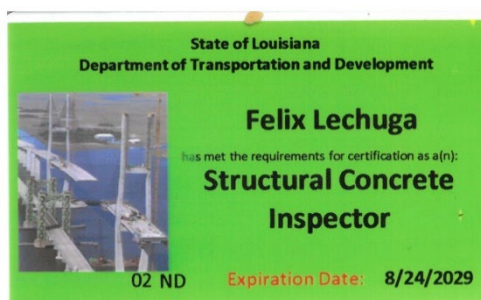 State of Louisiana
Department of Transportation and Development
Felix Lechuga
has met the requirements for certification as a(n):
Structural Concrete
Inspector
02 ND
Expiration Date: 8/24/2029